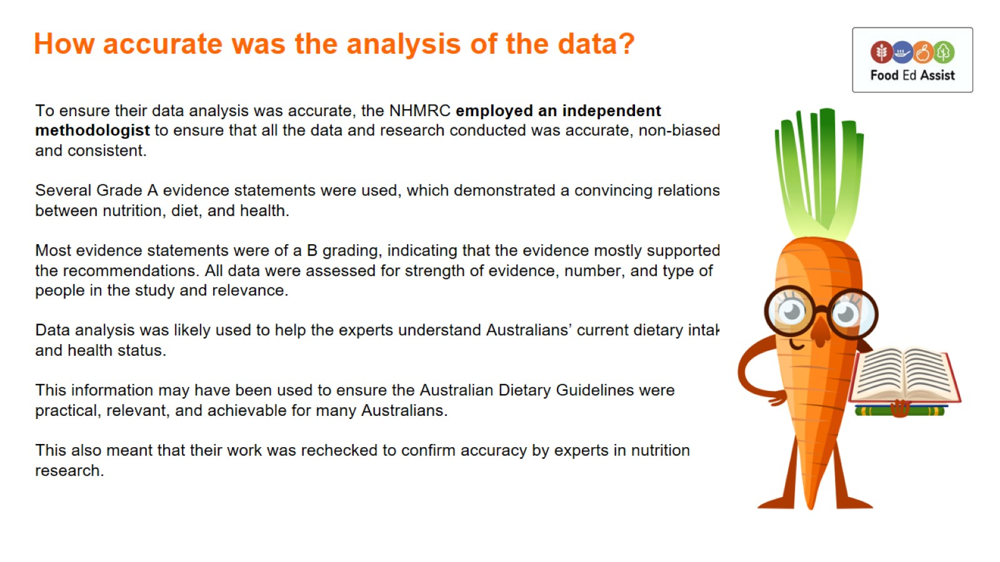 How accurate was the analysis of the data?
Food Ed Assist
To ensure their data analysis was accurate, the NHMRC employed an independent
methodologist to ensure that all the data and research conducted was accurate, non-biased
and consistent.
Several Grade A evidence statements were used, which demonstrated a convincing relations
between nutrition, diet, and health.
Most evidence statements were of a B grading, indicating that the evidence mostly supported
the recommendations. All data were assessed for strength of evidence, number, and type of
people in the study and relevance.
Data analysis was likely used to help the experts understand Australians’ current dietary intak
and health status.
This information may have been used to ensure the Australian Dietary Guidelines were
practical, relevant, and achievable for many Australians.
This also meant that their work was rechecked to confirm accuracy by experts in nutrition
research.